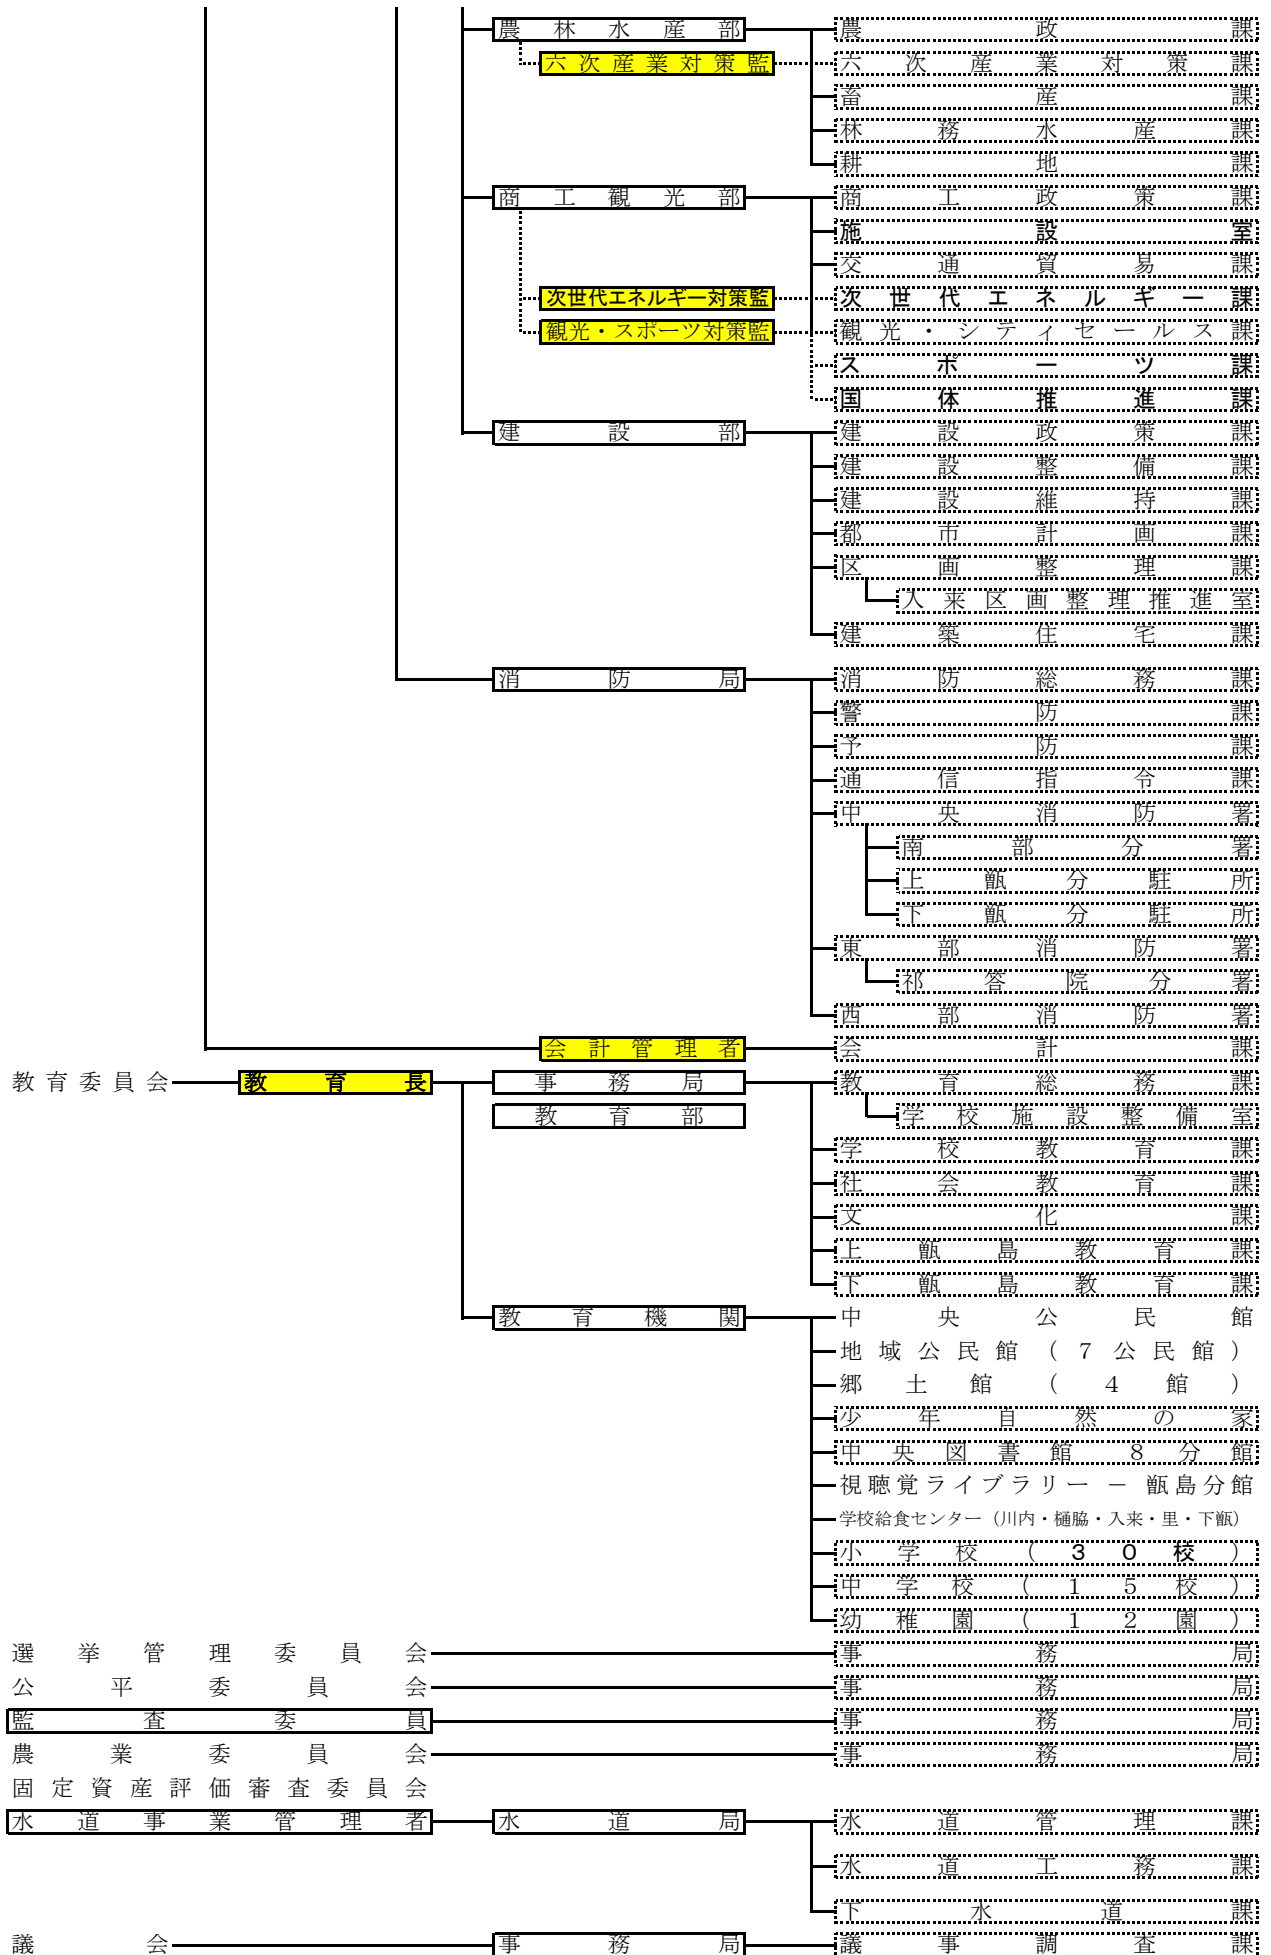 農林水産部 農政課
六次産業対策監 六次産業対策課
畜産課
林務水産課
耕地課
商工観光部 商工政策課
施設室
交通貿易課
次世代エネルギー対策監 次世代エネルギー課
観光・スポーツ対策監 観光・シティセールス課
スポーツ課
国体推進課
建設部 建設政策課
建設整備課
建設維持課
都市計画課
区画整理課
入来区画整理推進室
建築住宅課
消防局 消防総務課
警防課
予防課
通信指令課
中央消防署
南部分署
上甑分駐所
下甑分駐所
東部消防署
祁答院分署
西部消防署
会計管理者 会計課
教育委員会 教育長 事務局 教育総務課
教育部 学校施設整備室
学校教育課
社会教育課
文化課
上甑島教育課
下甑島教育課
教育機関 中央公民館
地域公民館(7公民館)
郷土館(4館)
少年自然の家
中央図書館 8分館
視聴覚ライブラリー － 甑島分館
学校給食センター(川内・樋脇・入来・里・下甑)
小学校(30校)
中学校(15校)
幼稚園(12園)
選挙管理委員会 事務局
公平委員会 事務局
監査委員 事務局
農業委員会 事務局
固定資産評価審査委員会
水道事業管理者 水道局 水道管理課
水道工務課
下水道課
議会 事務局 議事調査課